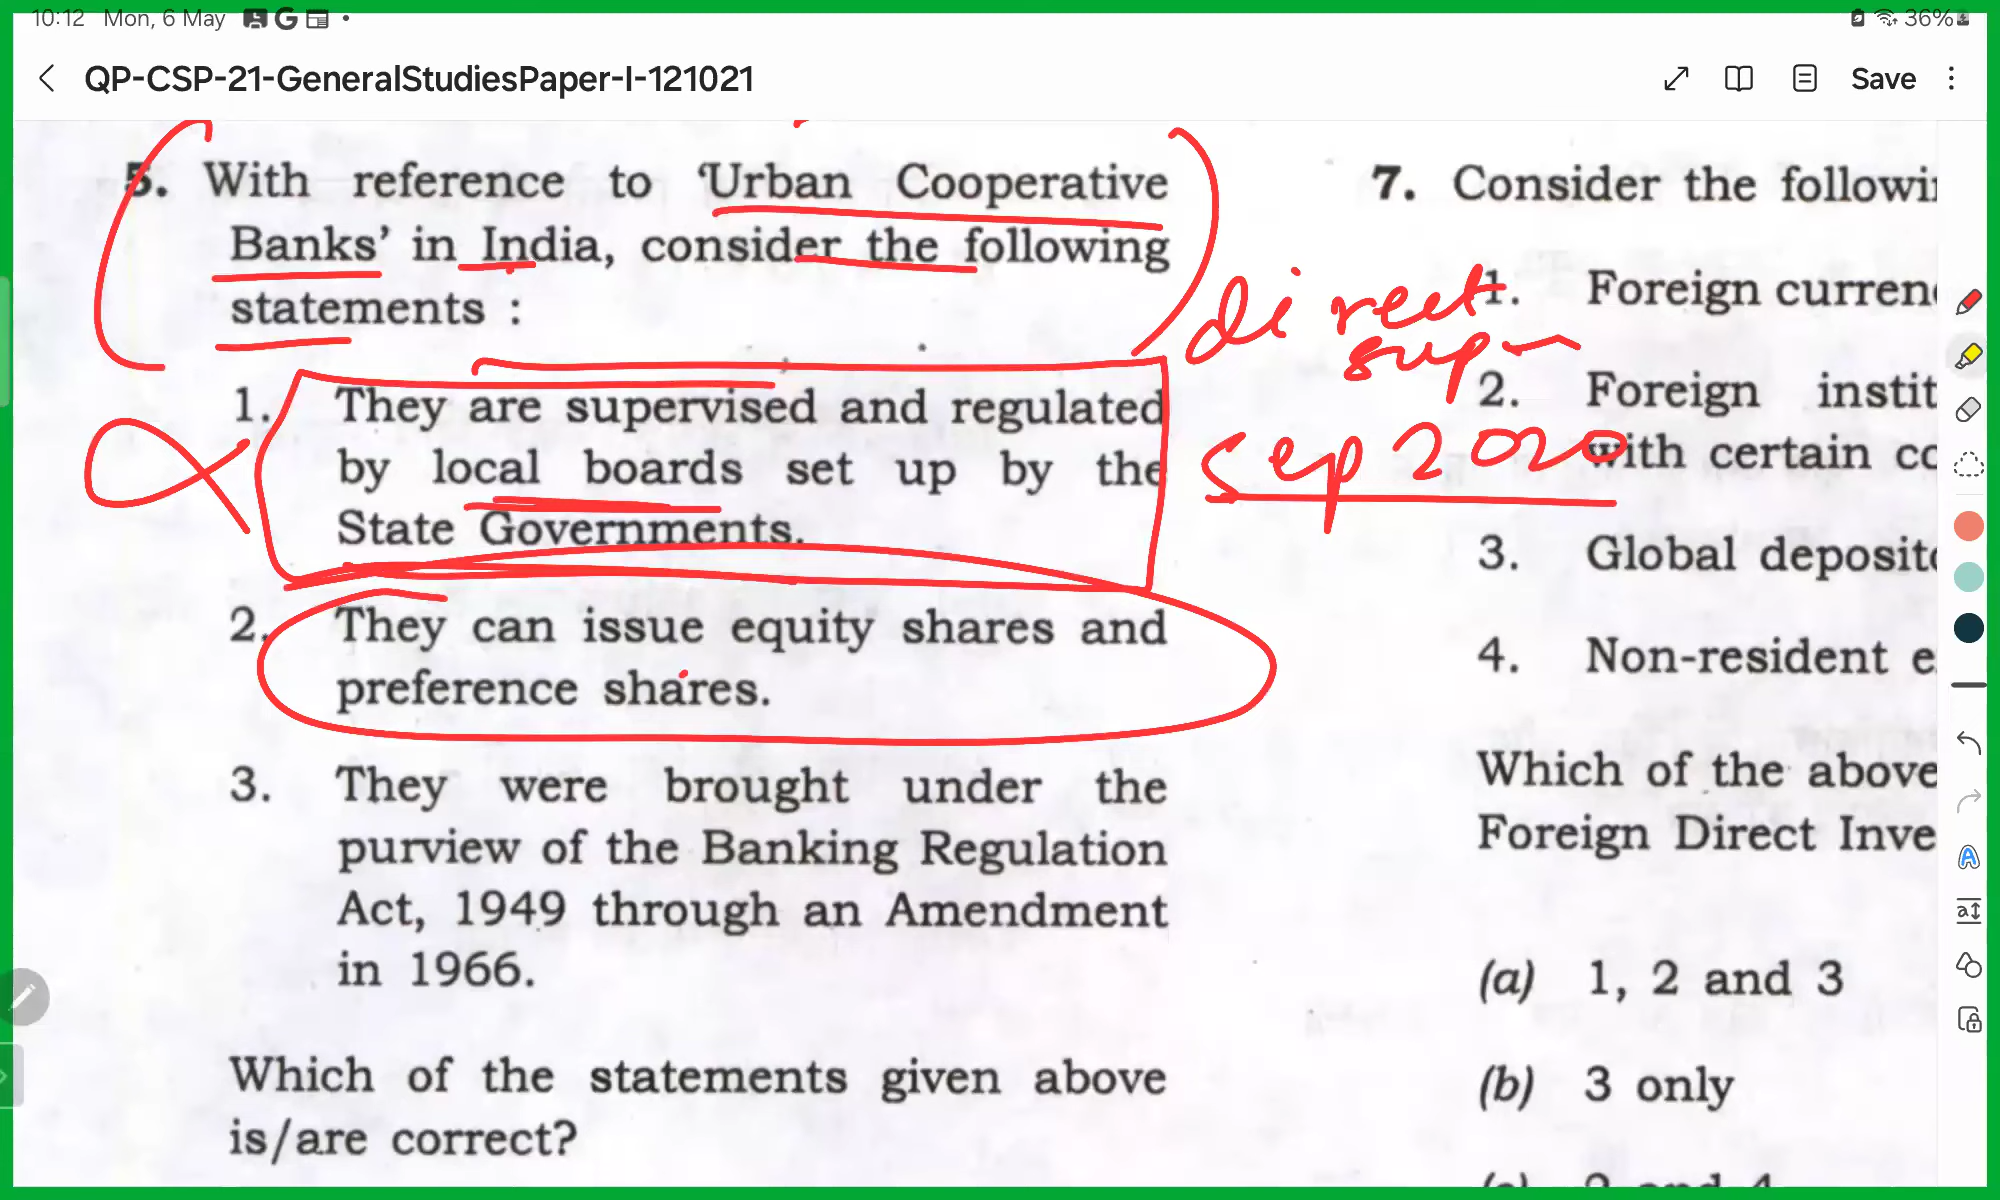 10:12 Mon, 6 May
36%
QP-CSP-21-GeneralStudiesPaper-I-121021
Save
5. With reference to ‘Urban Cooperative
Banks’ in India, consider the following
statements :
1. They are supervised and regulated
by local boards set up by the
State Governments.
2. They can issue equity shares and
preference shares.
3. They were brought under the
purview of the Banking Regulation
Act, 1949 through an Amendment
in 1966.
Which of the statements given above
is/are correct?
direct
sup
Sep 2020
7. Consider the followi
1. Foreign curren
2. Foreign instit
with certain co
3. Global deposito
4. Non-resident e
Which of the above
Foreign Direct Inve
(a) 1, 2 and 3
(b) 3 only